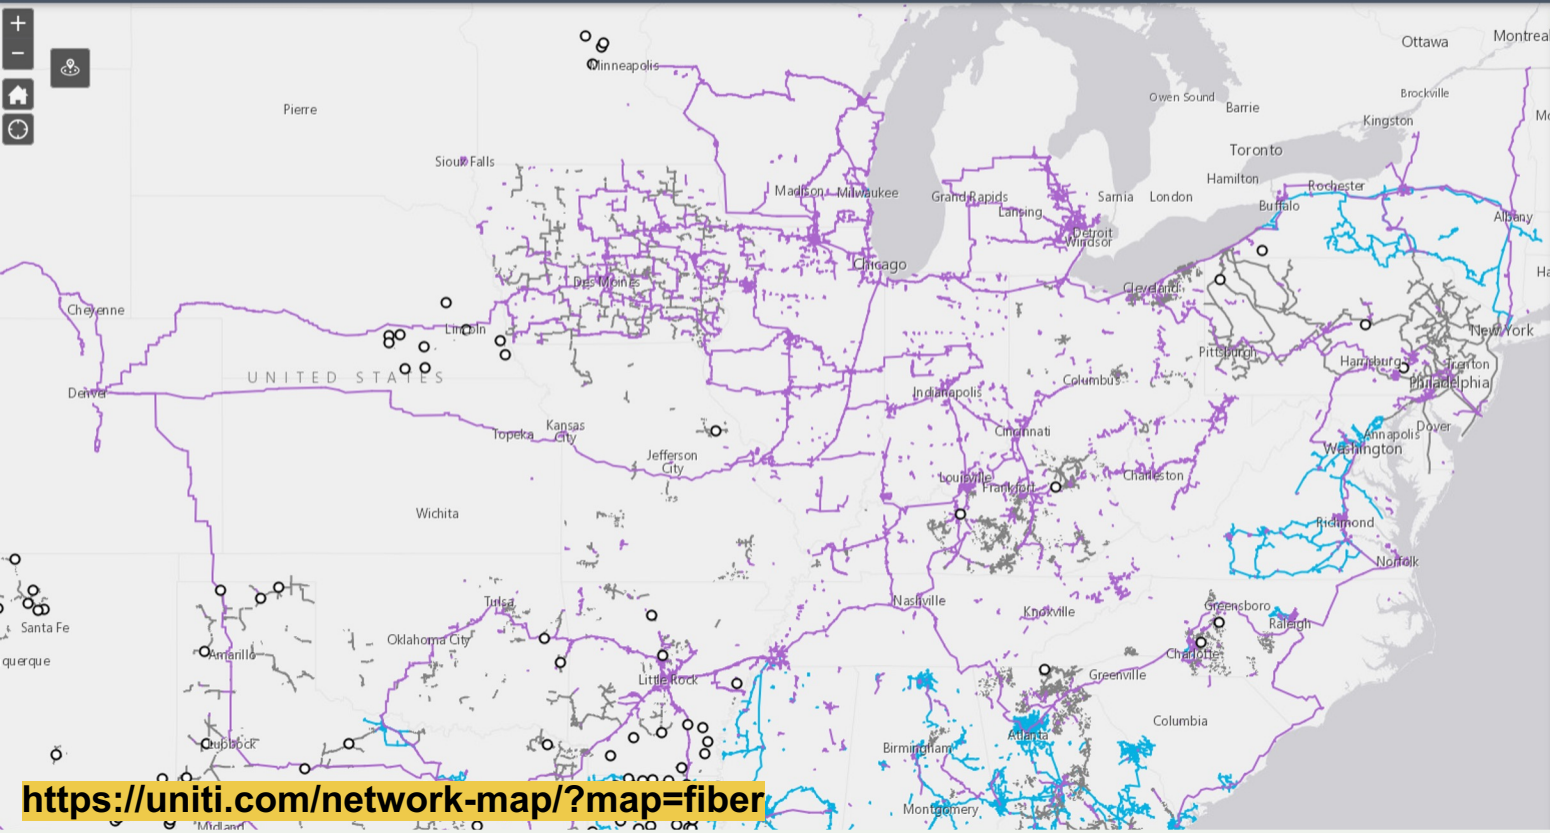 +
−
Ottawa
Montreal
Minneapolis
Owen Sound
Barrie
Brockville
Kingston
Pierre
Toronto
Sioux Falls
Hamilton
Madison
Milwaukee
Grand Rapids
Lansing
Sarnia
London
Rochester
Buffalo
Albany
Detroit
Windsor
Chicago
Des Moines
Cleveland
Cheyenne
Lincoln
New York
Pittsburgh
Harrisburg
Trenton
UNITED STATES
Columbus
Philadelphia
Denver
Indianapolis
Topeka
Kansas
City
Cincinnati
Dover
Annapolis
Washington
Jefferson
City
Louisville
Frankfort
Charleston
Wichita
Richmond
Norfolk
Tulsa
Nashville
Knoxville
Greensboro
Raleigh
Santa Fe
Oklahoma City
querque
Amarillo
Charlotte
Little Rock
Greenville
Columbia
Lubbock
Birmingham
Atlanta
https://uniti.com/network-map/?map=fiber
Montgomery
Midland